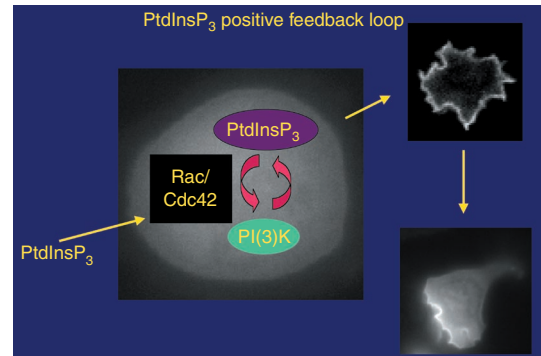 PtdInsP₃ positive feedback loop
PtdInsP₃
Rac/
Cdc42
PI(3)K
PtdInsP₃